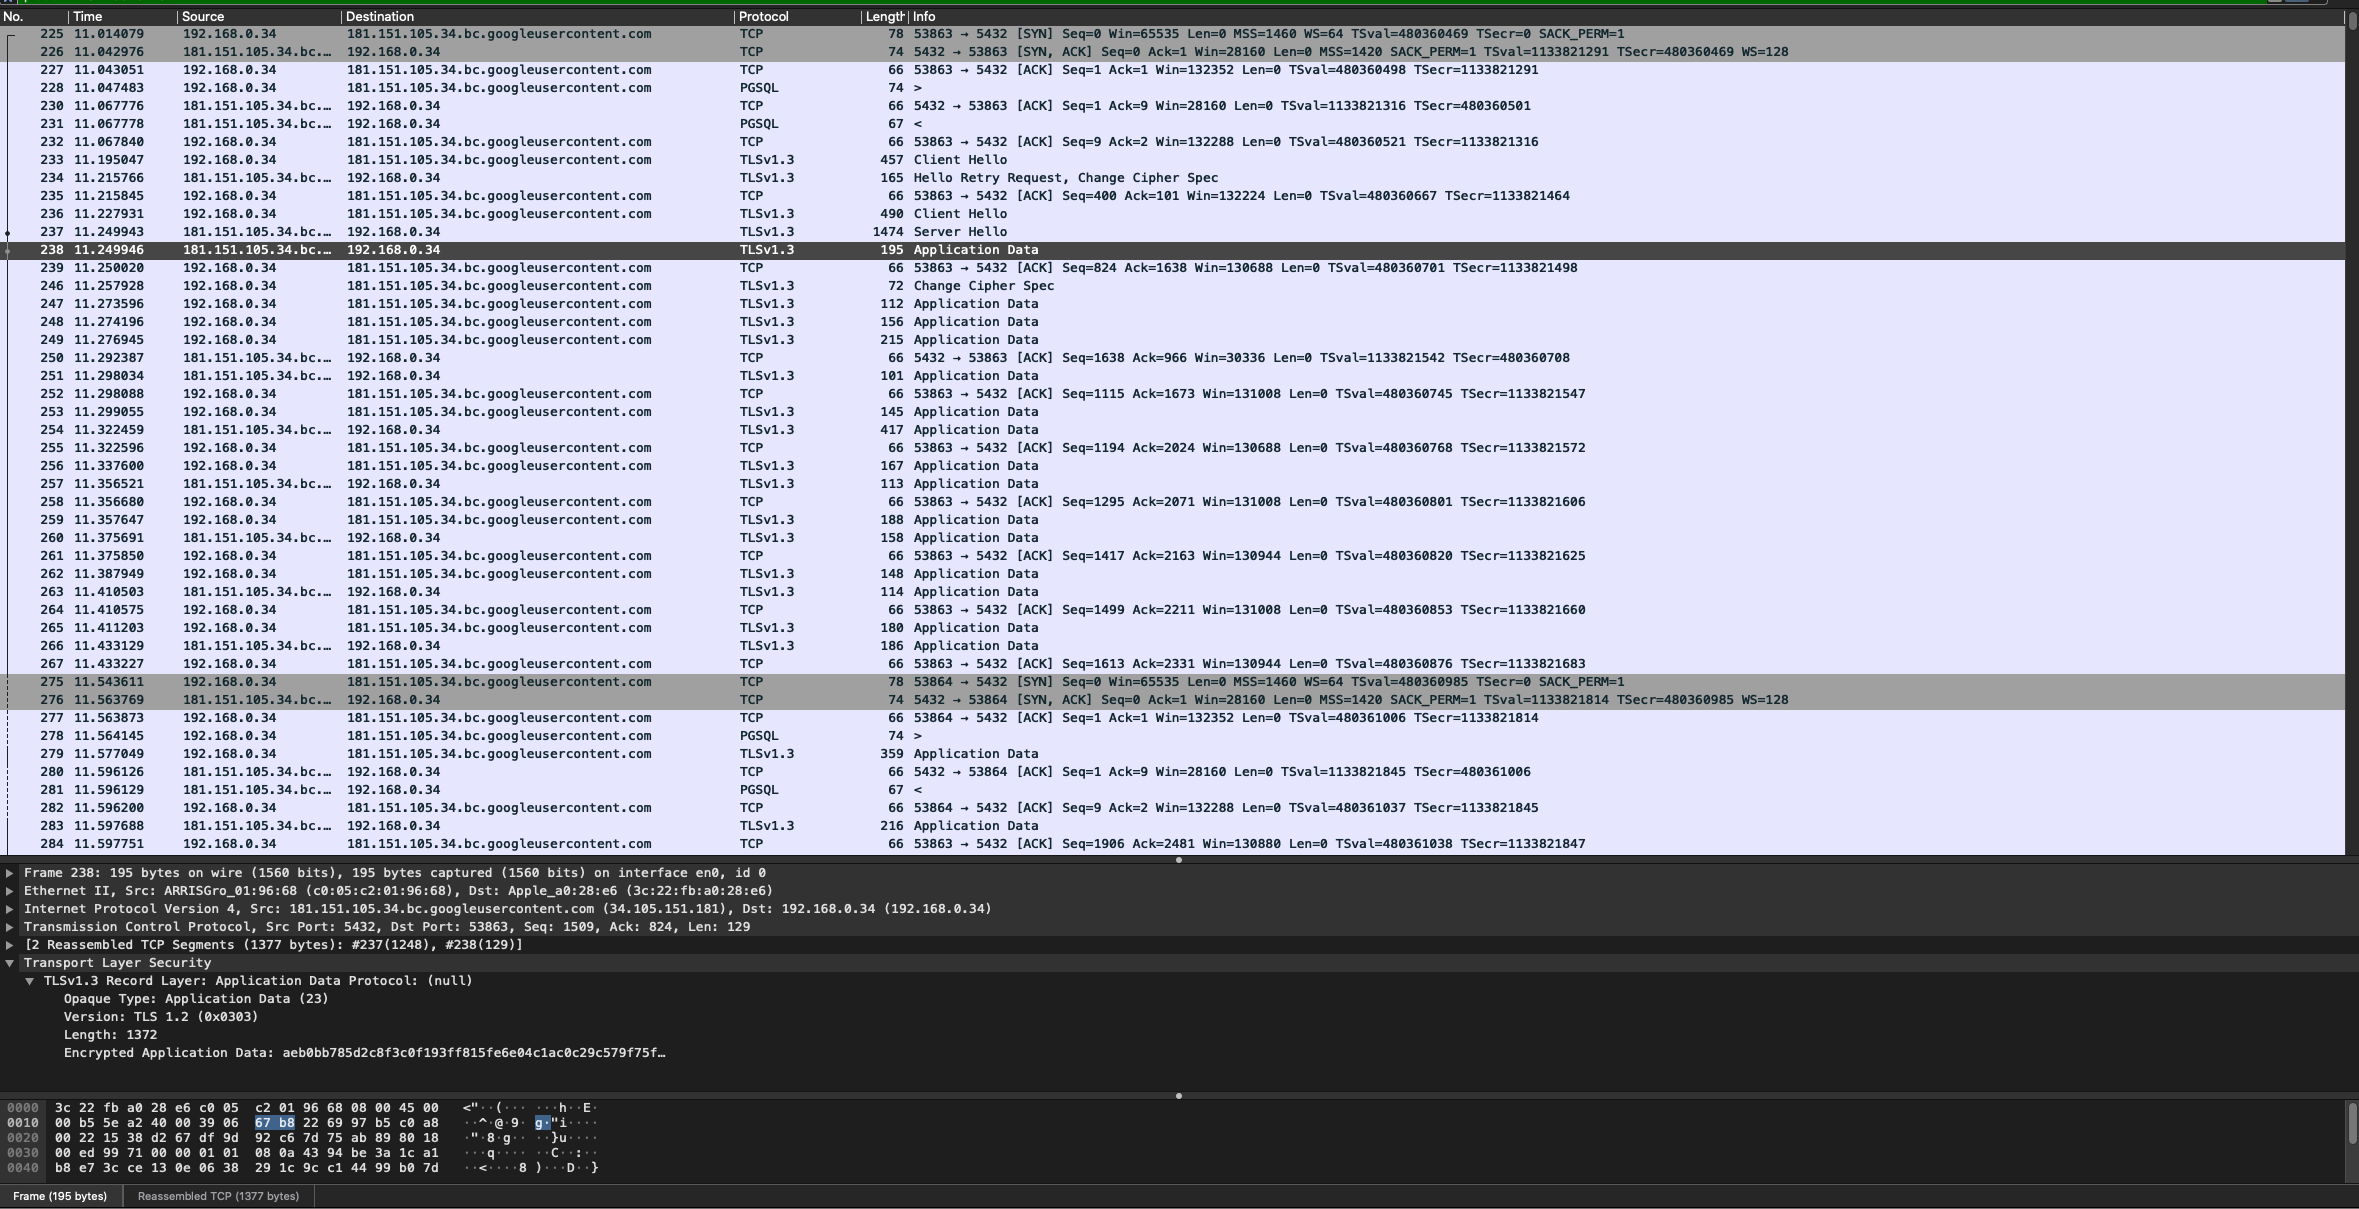 No. Time Source Destination Protocol Length Info
225 11.014079 192.168.0.34 181.151.105.34.bc.googleusercontent.com TCP 78 53863 → 5432 [SYN] Seq=0 Win=65535 Len=0 MSS=1460 WS=64 TSval=480360469 TSecr=0 SACK_PERM=1
226 11.042976 181.151.105.34.bc.… 192.168.0.34 TCP 74 5432 → 53863 [SYN, ACK] Seq=0 Ack=1 Win=28160 Len=0 MSS=1420 SACK_PERM=1 TSval=1133821291 TSecr=480360469 WS=128
227 11.043051 192.168.0.34 181.151.105.34.bc.googleusercontent.com TCP 66 53863 → 5432 [ACK] Seq=1 Ack=1 Win=132352 Len=0 TSval=480360498 TSecr=1133821291
228 11.047483 192.168.0.34 181.151.105.34.bc.googleusercontent.com PGSQL 74 >
230 11.067776 181.151.105.34.bc.… 192.168.0.34 TCP 66 5432 → 53863 [ACK] Seq=1 Ack=9 Win=28160 Len=0 TSval=1133821316 TSecr=480360501
231 11.067778 181.151.105.34.bc.… 192.168.0.34 PGSQL 67 <
232 11.067840 192.168.0.34 181.151.105.34.bc.googleusercontent.com TCP 66 53863 → 5432 [ACK] Seq=9 Ack=2 Win=132288 Len=0 TSval=480360521 TSecr=1133821316
233 11.195047 192.168.0.34 181.151.105.34.bc.googleusercontent.com TLSv1.3 457 Client Hello
234 11.215766 181.151.105.34.bc.… 192.168.0.34 TLSv1.3 165 Hello Retry Request, Change Cipher Spec
235 11.215845 192.168.0.34 181.151.105.34.bc.googleusercontent.com TCP 66 53863 → 5432 [ACK] Seq=400 Ack=101 Win=132224 Len=0 TSval=480360667 TSecr=1133821464
236 11.227931 192.168.0.34 181.151.105.34.bc.googleusercontent.com TLSv1.3 490 Client Hello
237 11.249943 181.151.105.34.bc.… 192.168.0.34 TLSv1.3 1474 Server Hello
238 11.249946 181.151.105.34.bc.… 192.168.0.34 TLSv1.3 195 Application Data
239 11.250020 192.168.0.34 181.151.105.34.bc.googleusercontent.com TCP 66 53863 → 5432 [ACK] Seq=824 Ack=1638 Win=130688 Len=0 TSval=480360701 TSecr=1133821498
246 11.257928 192.168.0.34 181.151.105.34.bc.googleusercontent.com TLSv1.3 72 Change Cipher Spec
247 11.273596 192.168.0.34 181.151.105.34.bc.googleusercontent.com TLSv1.3 112 Application Data
248 11.274196 192.168.0.34 181.151.105.34.bc.googleusercontent.com TLSv1.3 156 Application Data
249 11.276945 192.168.0.34 181.151.105.34.bc.googleusercontent.com TLSv1.3 215 Application Data
250 11.292387 181.151.105.34.bc.… 192.168.0.34 TCP 66 5432 → 53863 [ACK] Seq=1638 Ack=966 Win=30336 Len=0 TSval=1133821542 TSecr=480360708
251 11.298034 181.151.105.34.bc.… 192.168.0.34 TLSv1.3 101 Application Data
252 11.298088 192.168.0.34 181.151.105.34.bc.googleusercontent.com TCP 66 53863 → 5432 [ACK] Seq=1115 Ack=1673 Win=131008 Len=0 TSval=480360745 TSecr=1133821547
253 11.299055 192.168.0.34 181.151.105.34.bc.googleusercontent.com TLSv1.3 145 Application Data
254 11.322459 181.151.105.34.bc.… 192.168.0.34 TLSv1.3 417 Application Data
255 11.322596 192.168.0.34 181.151.105.34.bc.googleusercontent.com TCP 66 53863 → 5432 [ACK] Seq=1194 Ack=2024 Win=130688 Len=0 TSval=480360768 TSecr=1133821572
256 11.337600 192.168.0.34 181.151.105.34.bc.googleusercontent.com TLSv1.3 167 Application Data
257 11.356521 181.151.105.34.bc.… 192.168.0.34 TLSv1.3 113 Application Data
258 11.356680 192.168.0.34 181.151.105.34.bc.googleusercontent.com TCP 66 53863 → 5432 [ACK] Seq=1295 Ack=2071 Win=131008 Len=0 TSval=480360801 TSecr=1133821606
259 11.357647 192.168.0.34 181.151.105.34.bc.googleusercontent.com TLSv1.3 188 Application Data
260 11.375691 181.151.105.34.bc.… 192.168.0.34 TLSv1.3 158 Application Data
261 11.375850 192.168.0.34 181.151.105.34.bc.googleusercontent.com TCP 66 53863 → 5432 [ACK] Seq=1417 Ack=2163 Win=130944 Len=0 TSval=480360820 TSecr=1133821625
262 11.387949 192.168.0.34 181.151.105.34.bc.googleusercontent.com TLSv1.3 148 Application Data
263 11.410503 181.151.105.34.bc.… 192.168.0.34 TLSv1.3 114 Application Data
264 11.410575 192.168.0.34 181.151.105.34.bc.googleusercontent.com TCP 66 53863 → 5432 [ACK] Seq=1499 Ack=2211 Win=131008 Len=0 TSval=480360853 TSecr=1133821660
265 11.411203 192.168.0.34 181.151.105.34.bc.googleusercontent.com TLSv1.3 180 Application Data
266 11.433129 181.151.105.34.bc.… 192.168.0.34 TLSv1.3 186 Application Data
267 11.433227 192.168.0.34 181.151.105.34.bc.googleusercontent.com TCP 66 53863 → 5432 [ACK] Seq=1613 Ack=2331 Win=130944 Len=0 TSval=480360876 TSecr=1133821683
275 11.543611 192.168.0.34 181.151.105.34.bc.googleusercontent.com TCP 78 53864 → 5432 [SYN] Seq=0 Win=65535 Len=0 MSS=1460 WS=64 TSval=480360985 TSecr=0 SACK_PERM=1
276 11.563769 181.151.105.34.bc.… 192.168.0.34 TCP 74 5432 → 53864 [SYN, ACK] Seq=0 Ack=1 Win=28160 Len=0 MSS=1420 SACK_PERM=1 TSval=1133821814 TSecr=480360985 WS=128
277 11.563873 192.168.0.34 181.151.105.34.bc.googleusercontent.com TCP 66 53864 → 5432 [ACK] Seq=1 Ack=1 Win=132352 Len=0 TSval=480361006 TSecr=1133821814
278 11.564145 192.168.0.34 181.151.105.34.bc.googleusercontent.com PGSQL 74 >
279 11.577049 192.168.0.34 181.151.105.34.bc.googleusercontent.com TLSv1.3 359 Application Data
280 11.596126 181.151.105.34.bc.… 192.168.0.34 TCP 66 5432 → 53864 [ACK] Seq=1 Ack=9 Win=28160 Len=0 TSval=1133821845 TSecr=480361006
281 11.596129 181.151.105.34.bc.… 192.168.0.34 PGSQL 67 <
282 11.596200 192.168.0.34 181.151.105.34.bc.googleusercontent.com TCP 66 53864 → 5432 [ACK] Seq=9 Ack=2 Win=132288 Len=0 TSval=480361037 TSecr=1133821845
283 11.597688 181.151.105.34.bc.… 192.168.0.34 TLSv1.3 216 Application Data
284 11.597751 192.168.0.34 181.151.105.34.bc.googleusercontent.com TCP 66 53863 → 5432 [ACK] Seq=1906 Ack=2481 Win=130880 Len=0 TSval=480361038 TSecr=1133821847
Frame 238: 195 bytes on wire (1560 bits), 195 bytes captured (1560 bits) on interface en0, id 0
Ethernet II, Src: ARRISGro_01:96:68 (c0:05:c2:01:96:68), Dst: Apple_a0:28:e6 (3c:22:fb:a0:28:e6)
Internet Protocol Version 4, Src: 181.151.105.34.bc.googleusercontent.com (34.105.151.181), Dst: 192.168.0.34 (192.168.0.34)
Transmission Control Protocol, Src Port: 5432, Dst Port: 53863, Seq: 1509, Ack: 824, Len: 129
[2 Reassembled TCP Segments (1377 bytes): #237(1248), #238(129)]
Transport Layer Security
TLSv1.3 Record Layer: Application Data Protocol: (null)
Opaque Type: Application Data (23)
Version: TLS 1.2 (0x0303)
Length: 1372
Encrypted Application Data: aeb0bb785d2c8f3c0f193ff815fe6e04c1ac0c29c579f75f…
0000 3c 22 fb a0 28 e6 c0 05 c2 01 96 68 08 00 45 00 <"··(··· ···h··E·
0010 00 b5 5e a2 40 00 39 06 67 b8 22 69 97 b5 c0 a8 ··^·@·9· g·"i····
0020 00 22 15 38 d2 67 df 9d 92 c6 7d 75 ab 89 80 18 ·"·8·g·· ··}u····
0030 00 ed 99 71 00 00 01 01 08 0a 43 94 be 3a 1c a1 ···q···· ··C··:··
0040 b8 e7 3c ce 13 0e 06 38 29 1c 9c c1 44 99 b0 7d ··<····8 )···D··}
Frame (195 bytes) Reassembled TCP (1377 bytes)